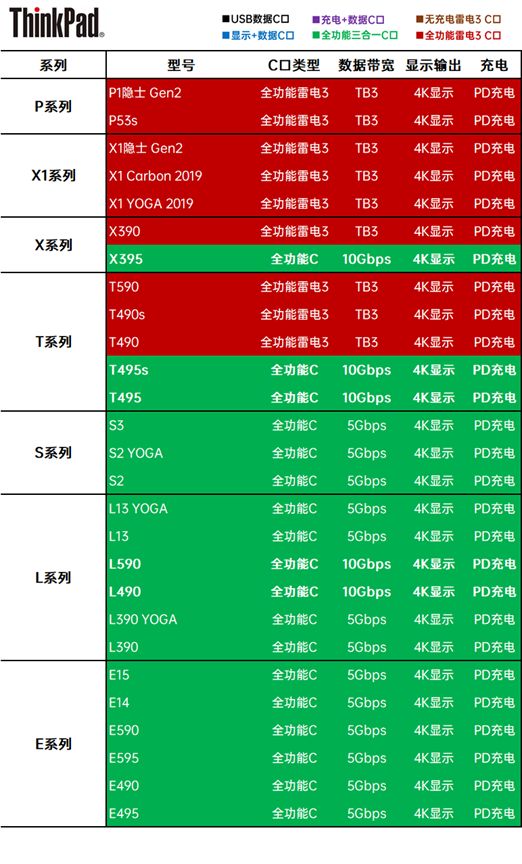 ThinkPad®
■USB数据C口 ■充电+数据C口 ■无充电雷电3 C口
■显示+数据C口 ■全功能三合一C口 ■全功能雷电3 C口
系列 型号 C口类型 数据带宽 显示输出 充电
P系列
P1隐士 Gen2 全功能雷电3 TB3 4K显示 PD充电
P53s 全功能雷电3 TB3 4K显示 PD充电
X1系列
X1隐士 Gen2 全功能雷电3 TB3 4K显示 PD充电
X1 Carbon 2019 全功能雷电3 TB3 4K显示 PD充电
X1 YOGA 2019 全功能雷电3 TB3 4K显示 PD充电
X系列
X390 全功能雷电3 TB3 4K显示 PD充电
X395 全功能C 10Gbps 4K显示 PD充电
T系列
T590 全功能雷电3 TB3 4K显示 PD充电
T490s 全功能雷电3 TB3 4K显示 PD充电
T490 全功能雷电3 TB3 4K显示 PD充电
T495s 全功能C 10Gbps 4K显示 PD充电
T495 全功能C 10Gbps 4K显示 PD充电
S系列
S3 全功能C 5Gbps 4K显示 PD充电
S2 YOGA 全功能C 5Gbps 4K显示 PD充电
S2 全功能C 5Gbps 4K显示 PD充电
L系列
L13 YOGA 全功能C 5Gbps 4K显示 PD充电
L13 全功能C 5Gbps 4K显示 PD充电
L590 全功能C 10Gbps 4K显示 PD充电
L490 全功能C 10Gbps 4K显示 PD充电
L390 YOGA 全功能C 5Gbps 4K显示 PD充电
L390 全功能C 5Gbps 4K显示 PD充电
E系列
E15 全功能C 5Gbps 4K显示 PD充电
E14 全功能C 5Gbps 4K显示 PD充电
E590 全功能C 5Gbps 4K显示 PD充电
E595 全功能C 5Gbps 4K显示 PD充电
E490 全功能C 5Gbps 4K显示 PD充电
E495 全功能C 5Gbps 4K显示 PD充电